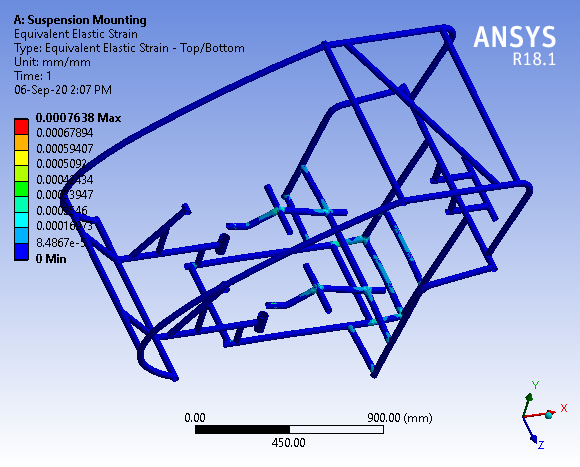 A: Suspension Mounting
Equivalent Elastic Strain
Type: Equivalent Elastic Strain - Top/Bottom
Unit: mm/mm
Time: 1
06-Sep-20 2:07 PM
ANSYS
R18.1
0.0007638 Max
0.00067894
0.00059407
0.0005092
0 Min
Y
X
Z
0.00
900.00 (mm)
450.00